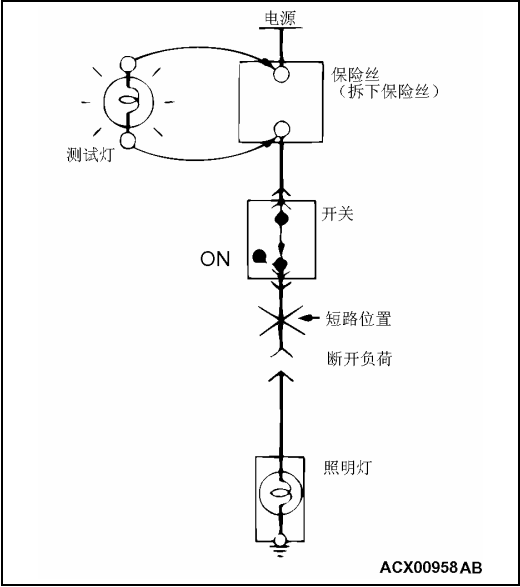 电源
保险丝
（拆下保险丝）
测试灯
开关
ON
短路位置
断开负荷
照明灯
ACX00958AB